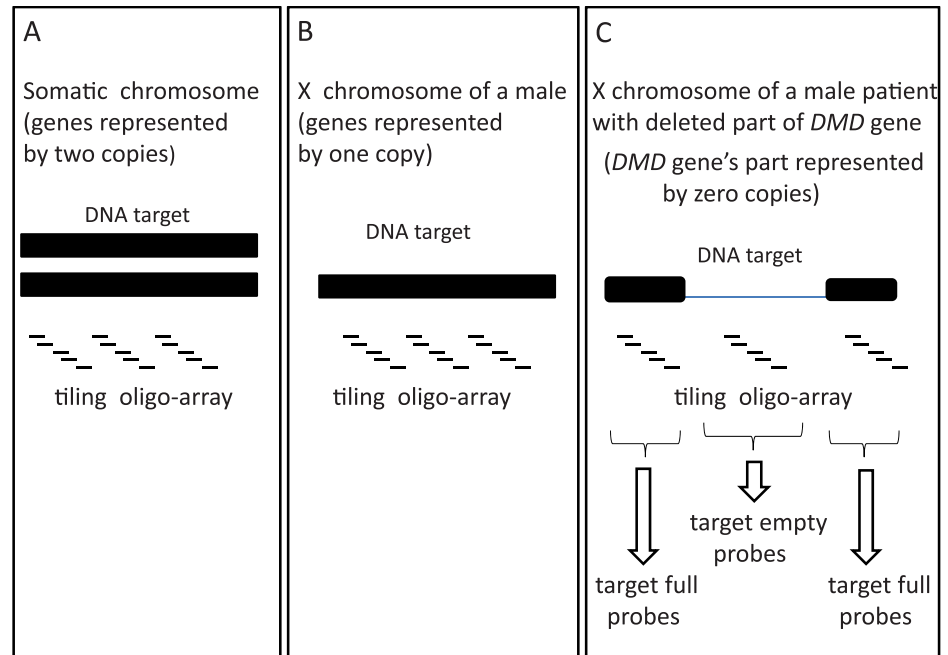 A
Somatic chromosome
(genes represented
by two copies)
DNA target
tiling oligo-array
B
X chromosome of a male
(genes represented
by one copy)
DNA target
tiling oligo-array
C
X chromosome of a male patient
with deleted part of DMD gene
(DMD gene's part represented
by zero copies)
DNA target
tiling oligo-array
target empty
probes
target full
probes
target full
probes